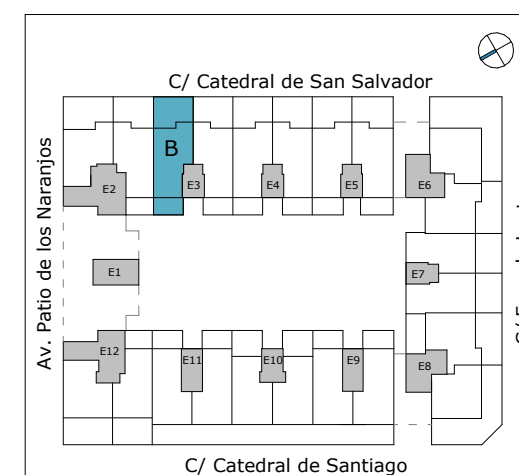 C/ Catedral de San Salvador
Av. Patio de los Naranjos
B
E2
E3
E4
E5
E6
E1
E7
E12
E11
E10
E9
E8
C/ Catedral de Santiago